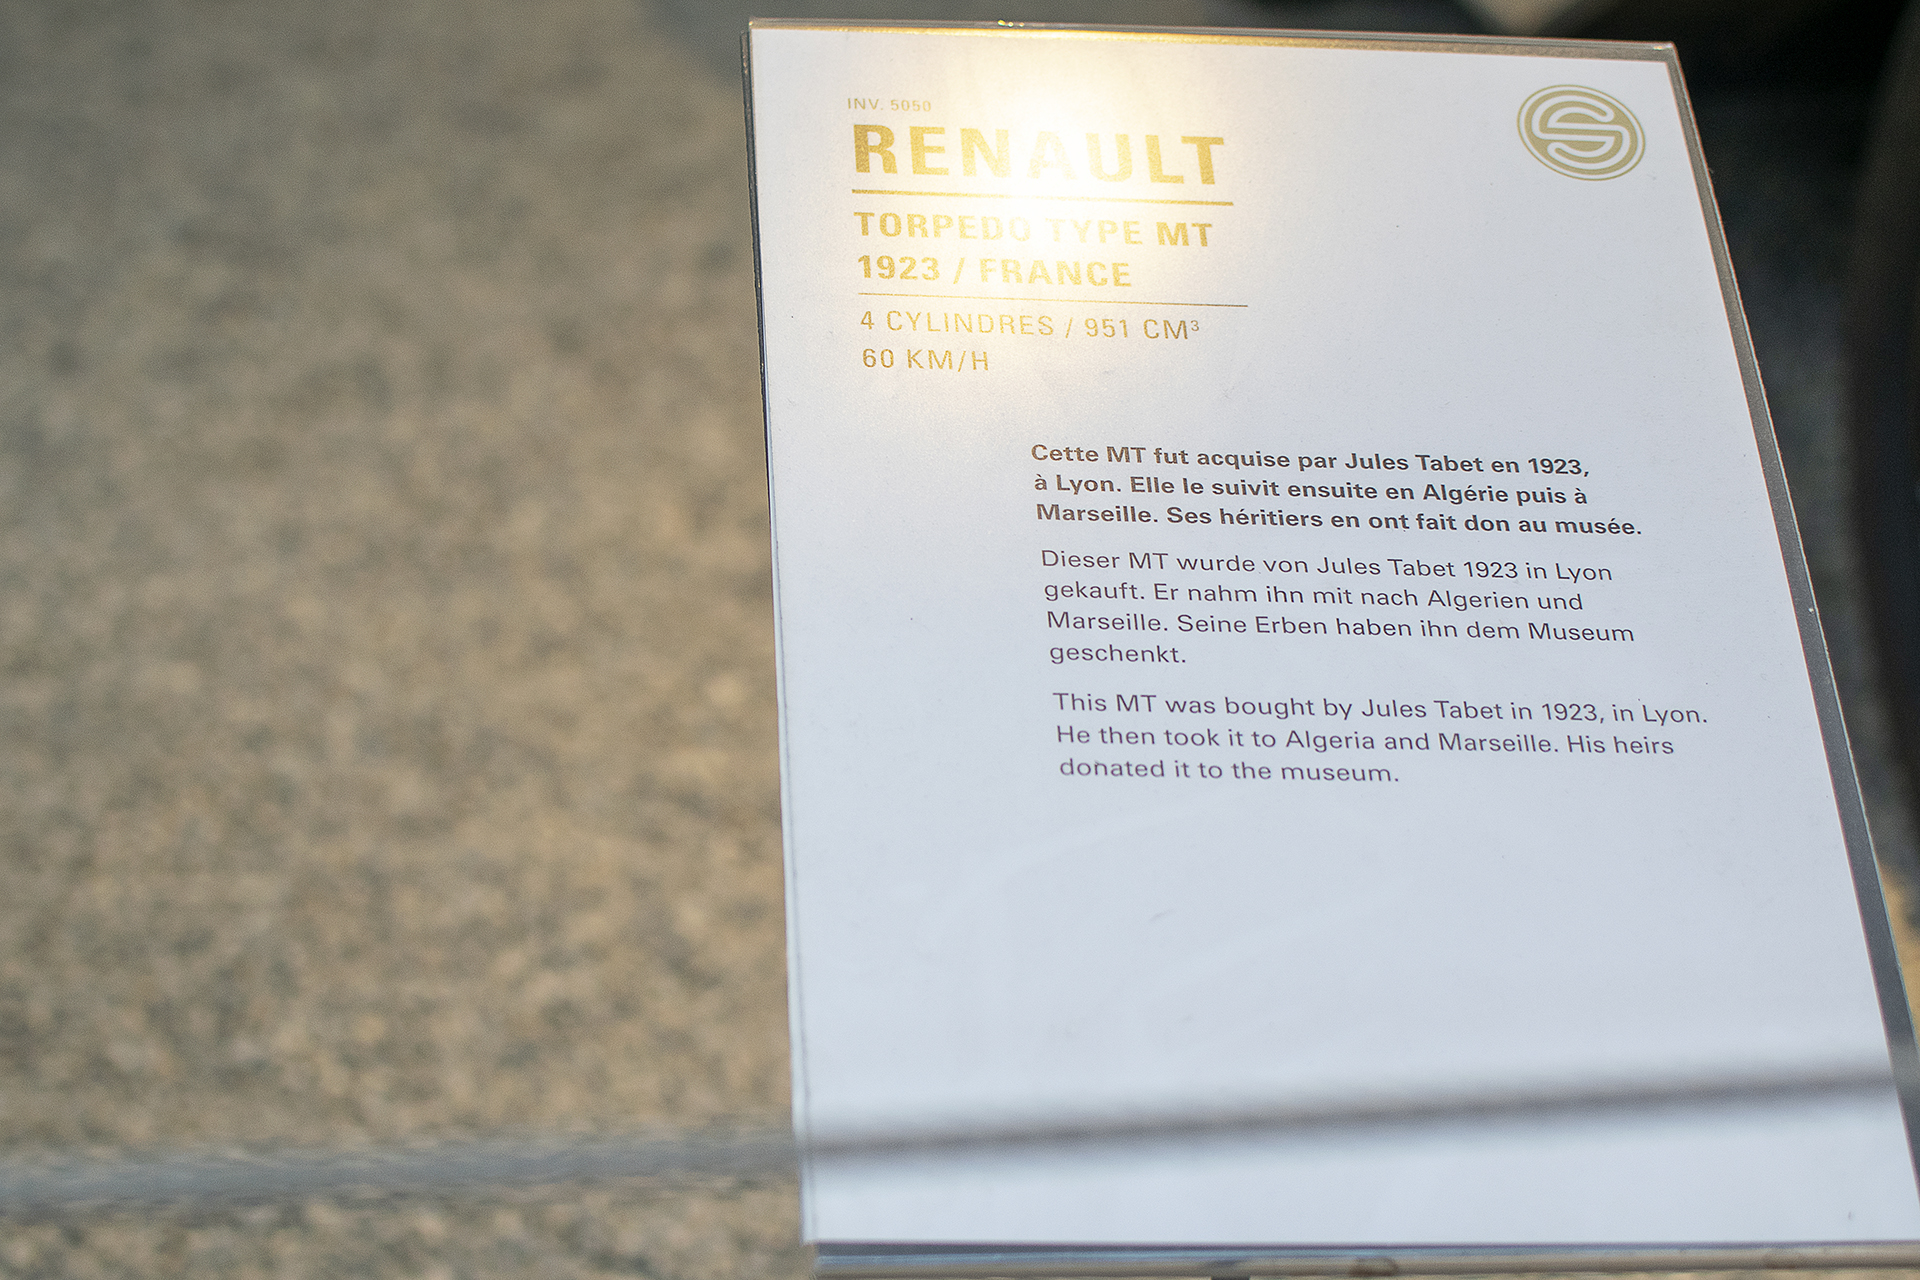 INV. 5050
RENAULT
TORPEDO TYPE MT
1923 / FRANCE
4 CYLINDRES / 951 CM³
60 KM/H
Cette MT fut acquise par Jules Tabet en 1923,
à Lyon. Elle le suivit ensuite en Algérie puis à
Marseille. Ses héritiers en ont fait don au musée.
Dieser MT wurde von Jules Tabet 1923 in Lyon
gekauft. Er nahm ihn mit nach Algerien und
Marseille. Seine Erben haben ihn dem Museum
geschenkt.
This MT was bought by Jules Tabet in 1923, in Lyon.
He then took it to Algeria and Marseille. His heirs
donated it to the museum.